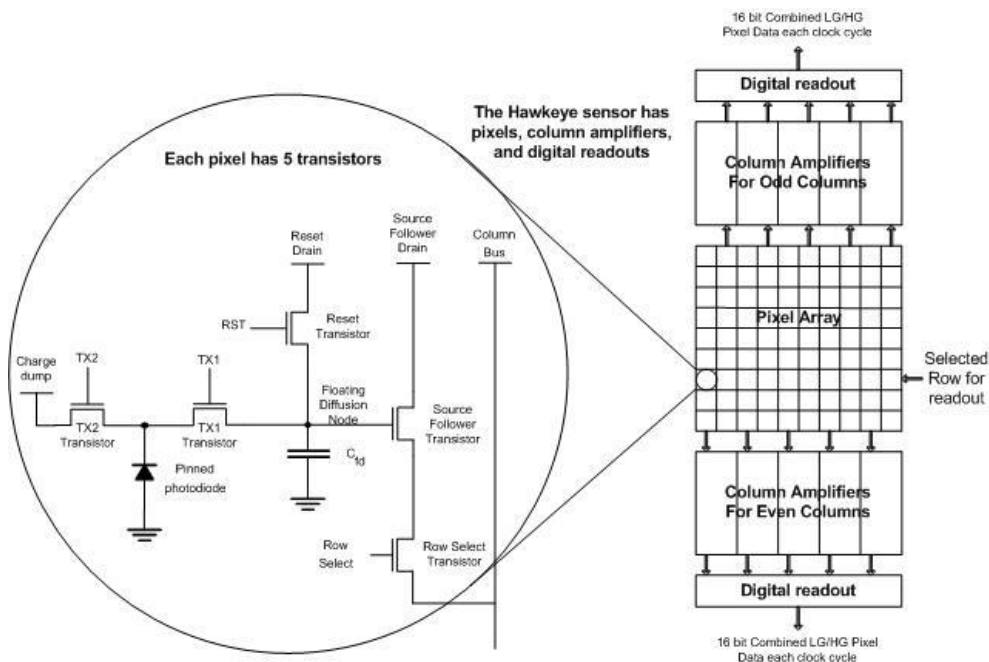 16 bit Combined LG/HG
Pixel Data each clock cycle
Digital readout
The Hawkeye sensor has
pixels, column amplifiers,
and digital readouts
Column Amplifiers
For Odd Columns
Each pixel has 5 transistors
Reset
Drain
Source
Follower
Drain
Column
Bus
RST
Reset
Transistor
Pixel Array
Charge
dump
TX2
TX1
Selected
Row for
readout
Floating
Diffusion
Node
TX2
Transistor
TX1
Transistor
Source
Follower
Transistor
Cfd
Pinned
photodiode
Column Amplifiers
For Even Columns
Row
Select
Row Select
Transistor
Digital readout
16 bit Combined LG/HG Pixel
Data each clock cycle